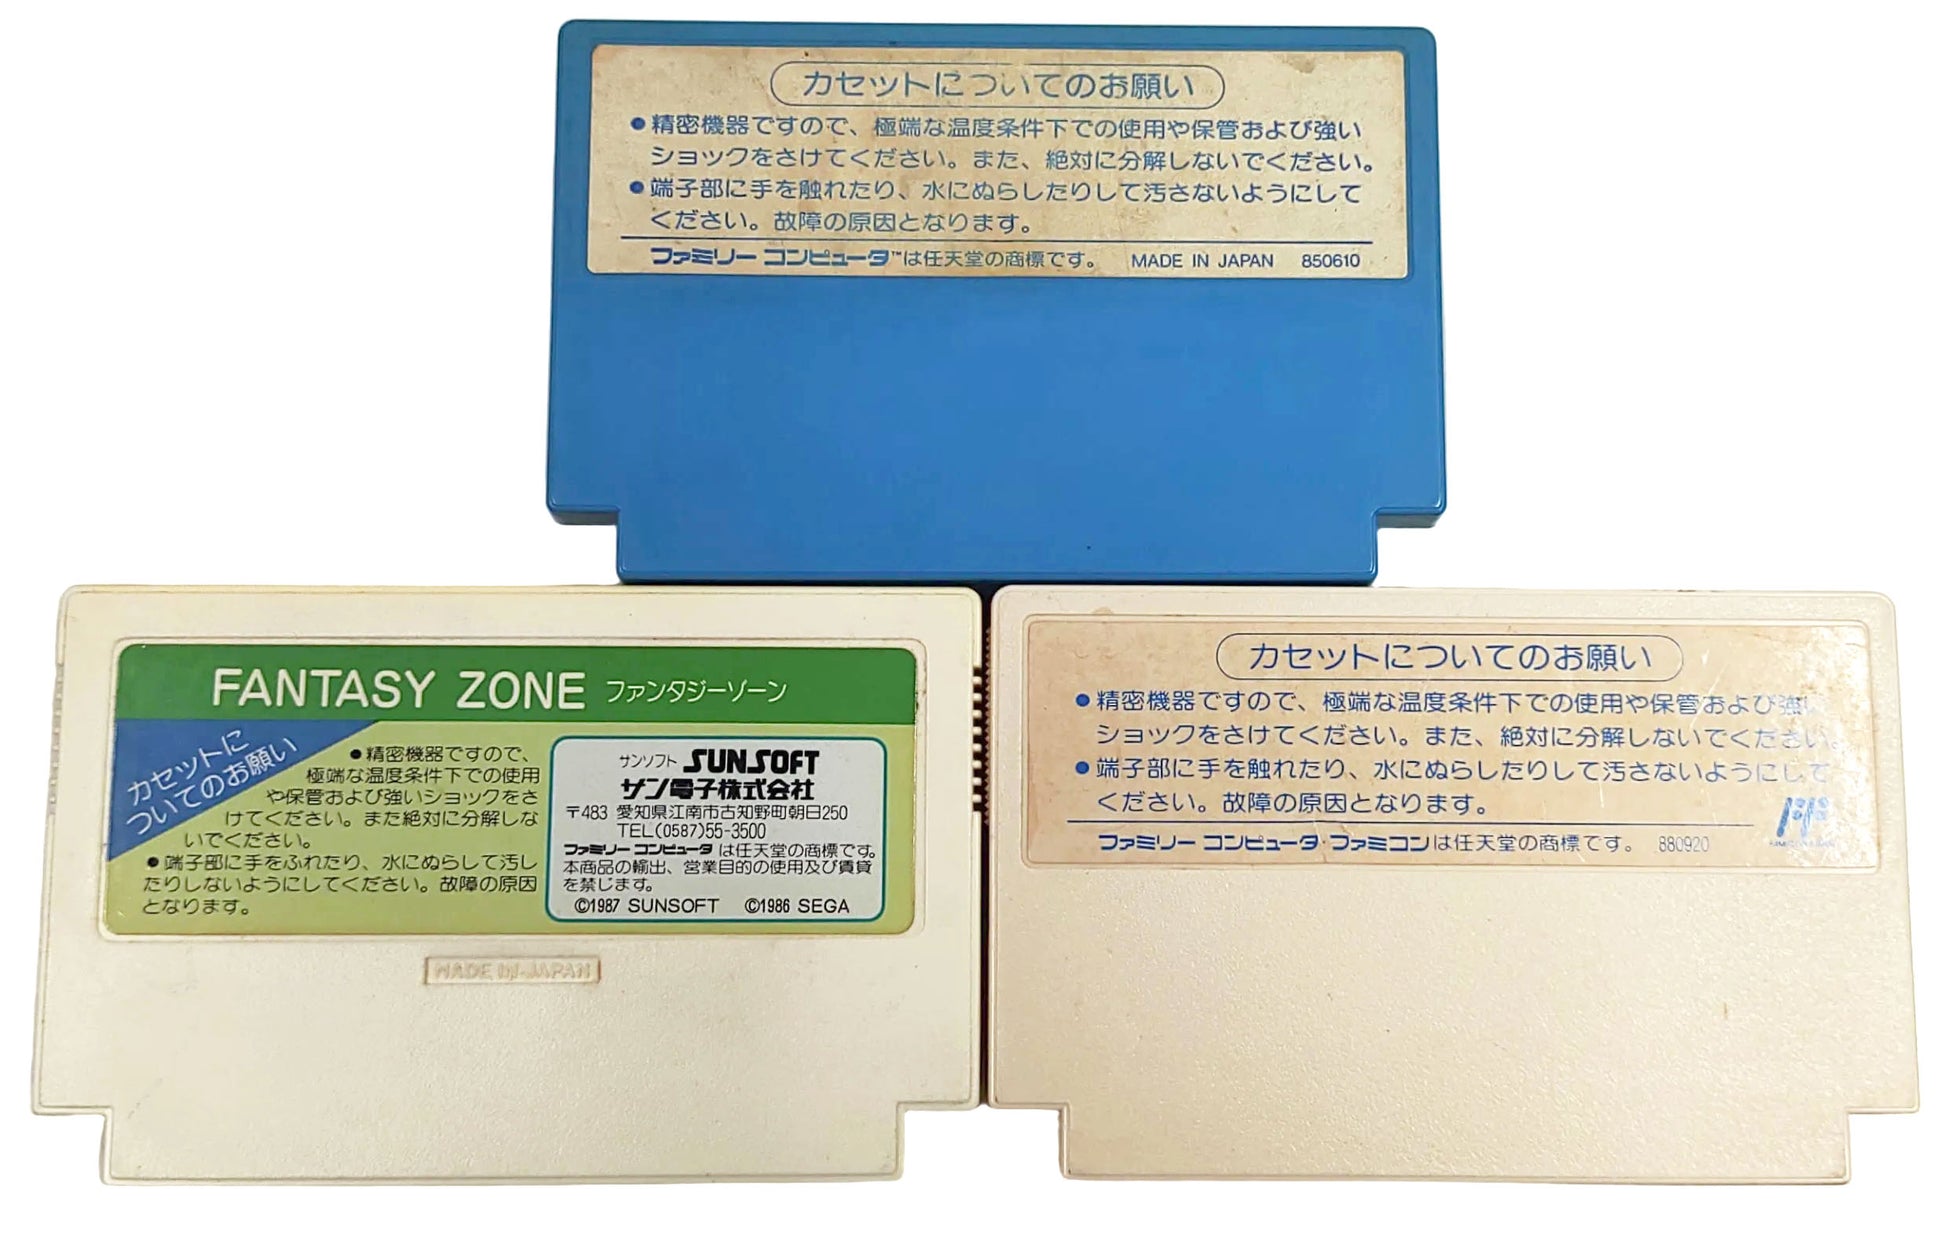 カセットについてのお願い
●精密機器ですので、極端な温度条件下での使用や保管および強い
ショックをさけてください。また、絶対に分解しないでください。
●端子部に手を触れたり、水にぬらしたりして汚さないようにして
ください。故障の原因となります。
ファミリー コンピュータ™は任天堂の商標です。 MADE IN JAPAN 850610
FANTASY ZONE ファンタジーゾーン
カセットに
ついてのお願い
●精密機器ですので、
極端な温度条件下での使用
や保管および強いショックをさ
けてください。また絶対に分解しな
いでください。
●端子部に手をふれたり、水にぬらして汚し
たりしないようにしてください。故障の原因
となります。
サンソフト SUNSOFT
サン電子株式会社
〒483 愛知県江南市古知野町朝日250
TEL(0587)55-3500
ファミリー コンピュータ は任天堂の商標です。
本商品の輸出、営業目的の使用及び賃貸
を禁じます。
©1987 SUNSOFT ©1986 SEGA
MADE IN JAPAN
カセットについてのお願い
●精密機器ですので、極端な温度条件下での使用や保管および強
ショックをさけてください。また、絶対に分解しないでください。
●端子部に手を触れたり、水にぬらしたりして汚さないようにして
ください。故障の原因となります。
ファミリー コンピュータ・ファミコンは任天堂の商標です。 880920